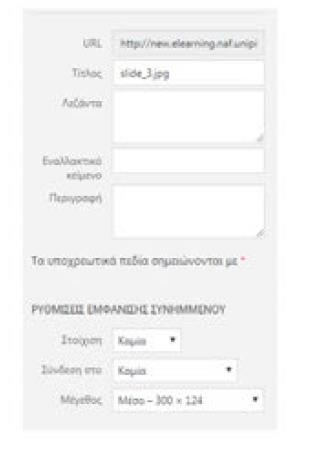 URL http://new.elearning.naf.unipi
Τίτλος slide_3.jpg
Λεζάντα
Εναλλακτικό
κείμενο
Περιγραφή
Τα υποχρεωτικά πεδία σημειώνονται με *
ΡΥΘΜΙΣΕΙΣ ΕΜΦΑΝΙΣΗΣ ΣΥΝΗΜΜΕΝΟΥ
Στοίχιση Καμία
Σύνδεση στο Καμία
Μέγεθος Μέσο – 300 × 124